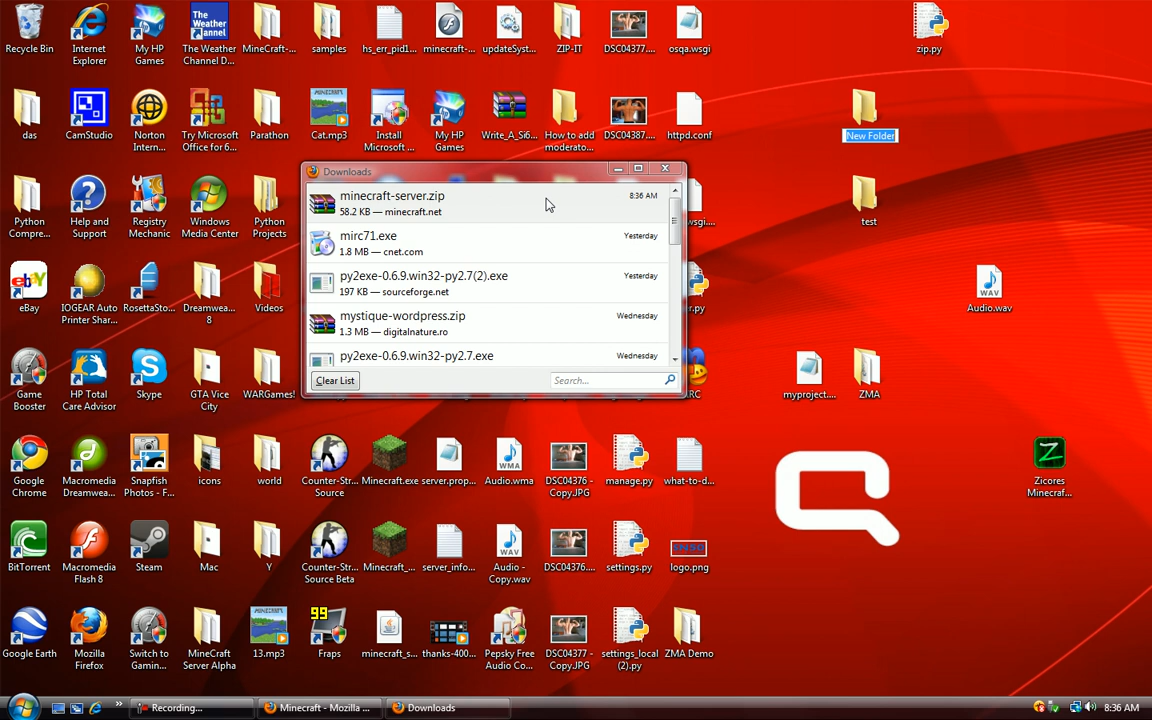 Recycle Bin
Internet
Explorer
My HP
Games
The Weather
Channel D...
MineCraft-...
samples
hs_err_pid1...
minecraft-...
updateSyst...
ZIP-IT
DSC04377....
osqa.wsgi
zip.py
The
Weather
Channel
das
CamStudio
Norton
Intern...
Try Microsoft
Office for 6...
Parathon
Cat.mp3
Install
Microsoft ...
My HP
Games
Write_A_Si6...
How to add
moderato...
DSC04387....
httpd.conf
New Folder
Downloads
minecraft-server.zip
8:36 AM
58.2 KB — minecraft.net
mirc71.exe
Yesterday
1.8 MB — cnet.com
py2exe-0.6.9.win32-py2.7(2).exe
Yesterday
197 KB — sourceforge.net
mystique-wordpress.zip
Wednesday
1.3 MB — digitalnature.ro
py2exe-0.6.9.win32-py2.7.exe
Wednesday
Clear List
Search...
Python
Compre...
Help and
Support
Registry
Mechanic
Windows
Media Center
Python
Projects
wsgi....
test
eBay
IOGEAR Auto
Printer Shar...
RosettaSto...
Dreamwea...
8
Videos
er.py
WAV
Audio.wav
Game
Booster
HP Total
Care Advisor
Skype
GTA Vice
City
WARGames!
RC
myproject....
ZMA
Google
Chrome
Macromedia
Dreamwea...
Snapfish
Photos - F...
icons
world
Counter-Str...
Source
Minecraft.exe
server.prop...
WMA
Audio.wma
DSC04376
- Copy.JPG
manage.py
what-to-d...
Z
Zicores
Minecraf...
BitTorrent
Macromedia
Flash 8
Steam
Mac
Y
Counter-Str...
Source Beta
Minecraft_...
server_info...
WAV
Audio -
Copy.wav
DSC04376....
settings.py
logo.png
Google Earth
Mozilla
Firefox
Switch to
Gamin...
MineCraft
Server Alpha
13.mp3
99
Fraps
minecraft_s...
thanks-400...
Pepsky Free
Audio Co...
DSC04377
- Copy.JPG
settings_local
(2).py
ZMA Demo
Recording...
Minecraft - Mozilla ...
Downloads
8:36 AM